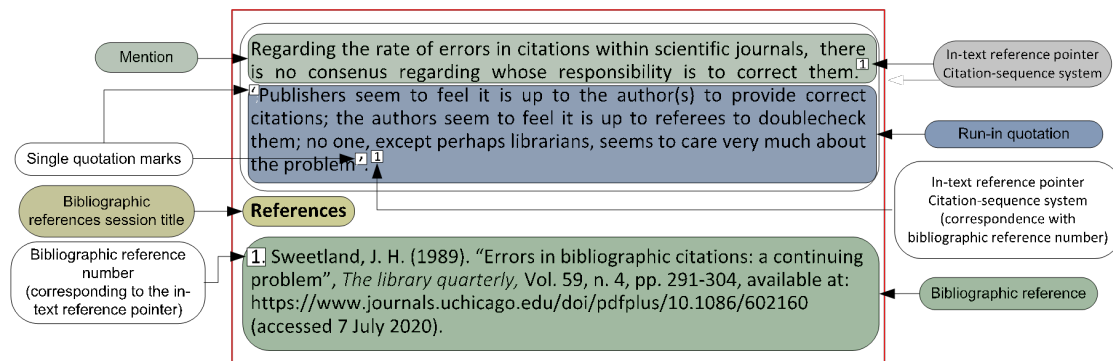 Mention
Regarding the rate of errors in citations within scientific journals, there
is no consenus regarding whose responsibility is to correct them. 1
In-text reference pointer
Citation-sequence system
‘Publishers seem to feel it is up to the author(s) to provide correct
citations; the authors seem to feel it is up to referees to doublecheck
them; no one, except perhaps librarians, seems to care very much about
the problem’. 1
Run-in quotation
Single quotation marks
In-text reference pointer
Citation-sequence system
(correspondence with
bibliographic reference number)
Bibliographic
references session title
References
Bibliographic reference
number
(corresponding to the in-
text reference pointer)
1. Sweetland, J. H. (1989). “Errors in bibliographic citations: a continuing
problem”, The library quarterly, Vol. 59, n. 4, pp. 291-304, available at:
https://www.journals.uchicago.edu/doi/pdfplus/10.1086/602160
(accessed 7 July 2020).
Bibliographic reference